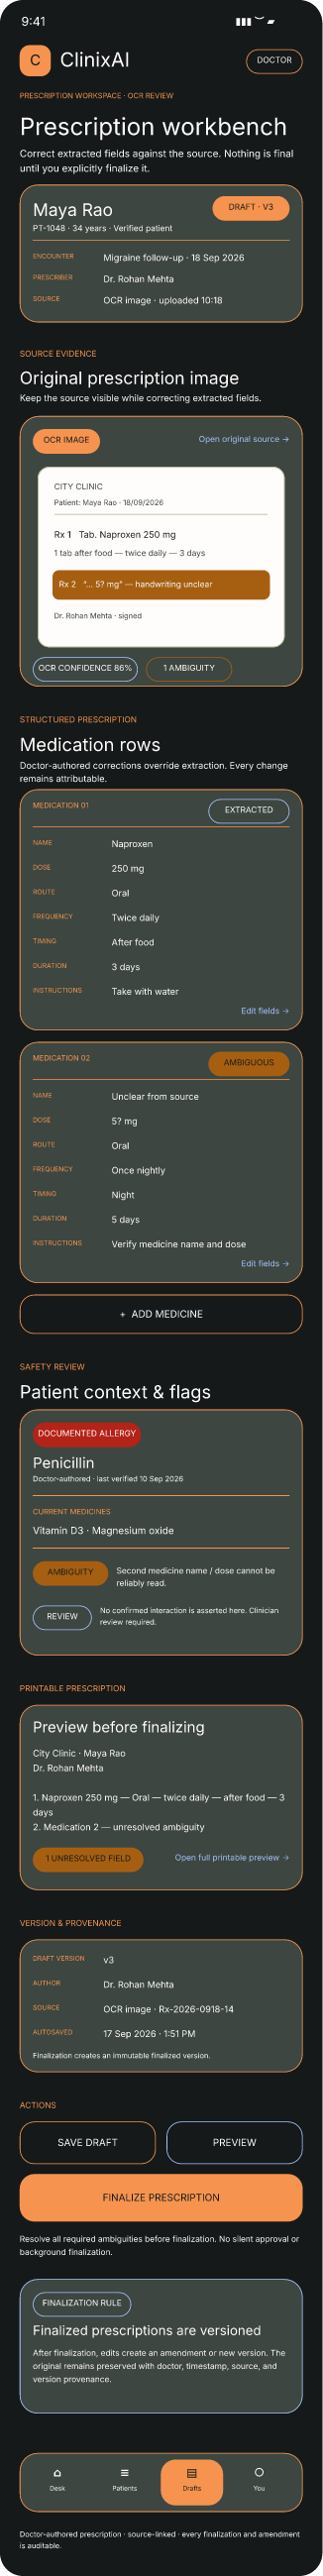 9:41
C ClinixAI DOCTOR
PRESCRIPTION WORKSPACE · OCR REVIEW
Prescription workbench
Correct extracted fields against the source. Nothing is final
until you explicitly finalize it.
Maya Rao DRAFT · V3
PT-1048 · 34 years · Verified patient
ENCOUNTER Migraine follow-up · 18 Sep 2026
PRESCRIBER Dr. Rohan Mehta
SOURCE OCR image · uploaded 10:18
SOURCE EVIDENCE
Original prescription image
Keep the source visible while correcting extracted fields.
OCR IMAGE Open original source →
CITY CLINIC
Patient: Maya Rao · 18/09/2026
Rx 1 Tab. Naproxen 250 mg
1 tab after food — twice daily — 3 days
Rx 2 "... 5? mg" — handwriting unclear
Dr. Rohan Mehta · signed
OCR CONFIDENCE 86% 1 AMBIGUITY
STRUCTURED PRESCRIPTION
Medication rows
Doctor-authored corrections override extraction. Every change
remains attributable.
MEDICATION 01 EXTRACTED
NAME Naproxen
DOSE 250 mg
ROUTE Oral
FREQUENCY Twice daily
TIMING After food
DURATION 3 days
INSTRUCTIONS Take with water
Edit fields →
MEDICATION 02 AMBIGUOUS
NAME Unclear from source
DOSE 5? mg
ROUTE Oral
FREQUENCY Once nightly
TIMING Night
DURATION 5 days
INSTRUCTIONS Verify medicine name and dose
Edit fields →
+ ADD MEDICINE
SAFETY REVIEW
Patient context & flags
DOCUMENTED ALLERGY
Penicillin
Doctor-authored · last verified 10 Sep 2026
CURRENT MEDICINES
Vitamin D3 · Magnesium oxide
AMBIGUITY Second medicine name / dose cannot be
reliably read.
REVIEW No confirmed interaction is asserted here. Clinician
review required.
PRINTABLE PRESCRIPTION
Preview before finalizing
City Clinic · Maya Rao
Dr. Rohan Mehta
1. Naproxen 250 mg — Oral — twice daily — after food — 3
days
2. Medication 2 — unresolved ambiguity
1 UNRESOLVED FIELD Open full printable preview →
VERSION & PROVENANCE
DRAFT VERSION v3
AUTHOR Dr. Rohan Mehta
SOURCE OCR image · Rx-2026-0918-14
AUTOSAVED 17 Sep 2026 · 1:51 PM
Finalization creates an immutable finalized version.
ACTIONS
SAVE DRAFT PREVIEW
FINALIZE PRESCRIPTION
Resolve all required ambiguities before finalization. No silent approval or
background finalization.
FINALIZATION RULE
Finalized prescriptions are versioned
After finalization, edits create an amendment or new version. The
original remains preserved with doctor, timestamp, source, and
version provenance.
Desk Patients Drafts You
Doctor-authored prescription · source-linked · every finalization and amendment
is auditable.